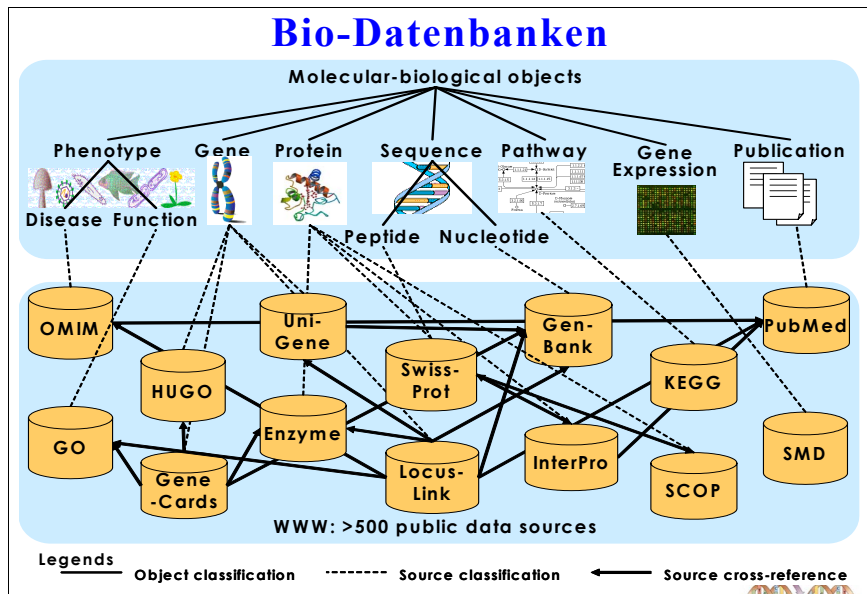 Bio-Datenbanken
Molecular-biological objects
Phenotype Gene Protein Sequence Pathway Gene Expression Publication
Disease Function
Peptide Nucleotide
OMIM
Uni-Gene
Gen-Bank
PubMed
HUGO
Swiss-Prot
KEGG
GO
Enzyme
Gene-Cards
Locus-Link
InterPro
SCOP
SMD
WWW: >500 public data sources
Legends
Object classification Source classification Source cross-reference